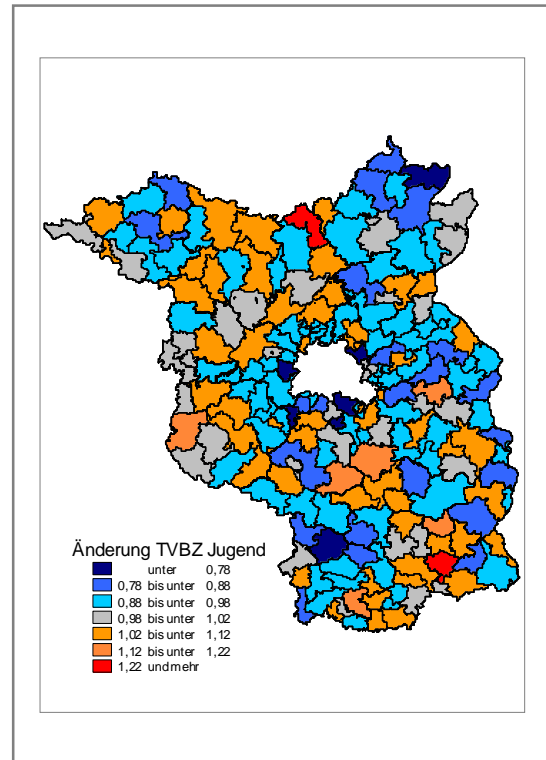 Änderung TVBZ Jugend
unter 0,78
0,78 bis unter 0,88
0,88 bis unter 0,98
0,98 bis unter 1,02
1,02 bis unter 1,12
1,12 bis unter 1,22
1,22 und mehr